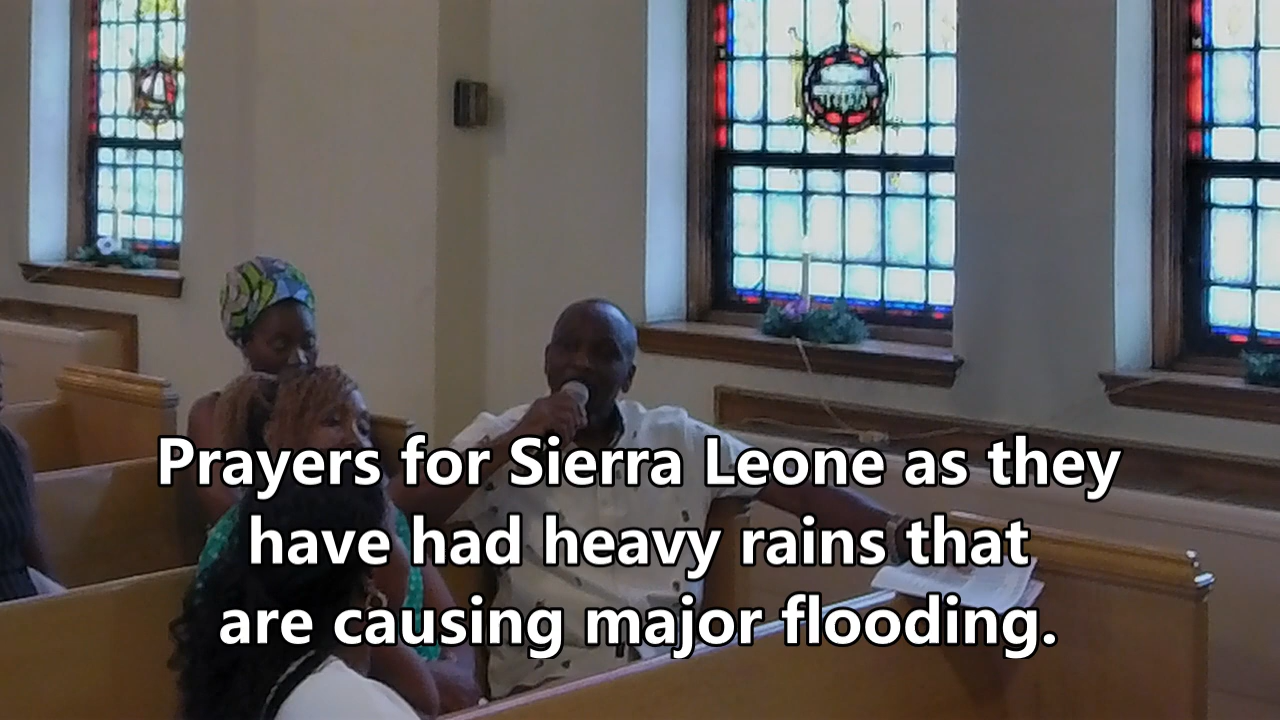 Prayers for Sierra Leone as they
have had heavy rains that
are causing major flooding.